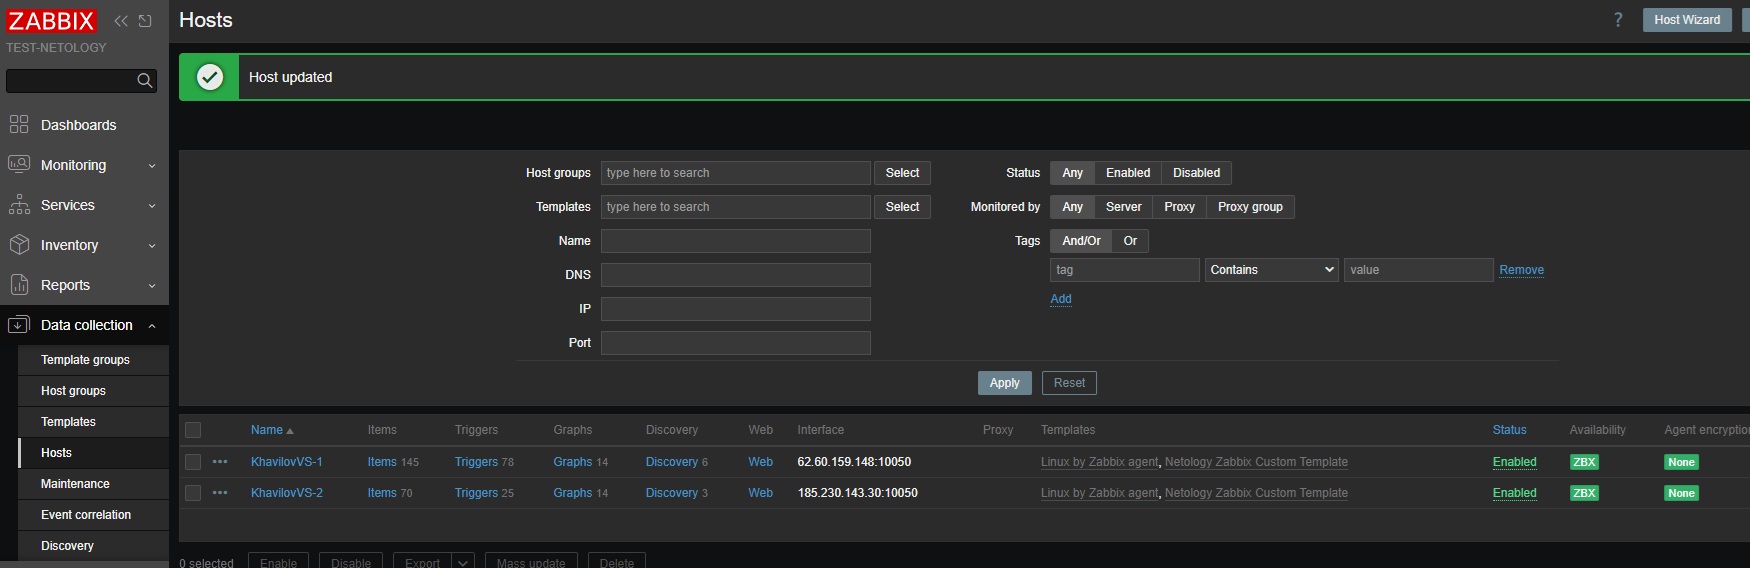 ZABBIX
TEST-NETOLOGY
Dashboards
Monitoring
Services
Inventory
Reports
Data collection
Template groups
Host groups
Templates
Hosts
Maintenance
Event correlation
Discovery
Hosts
? Host Wizard
Host updated
Host groups type here to search Select
Templates type here to search Select
Name
DNS
IP
Port
Status Any Enabled Disabled
Monitored by Any Server Proxy Proxy group
Tags And/Or Or
tag Contains value Remove
Add
Apply Reset
Name Items Triggers Graphs Discovery Web Interface Proxy Templates Status Availability Agent encryption
KhavilovVS-1 Items 145 Triggers 78 Graphs 14 Discovery 6 Web 62.60.159.148:10050 Linux by Zabbix agent, Netology Zabbix Custom Template Enabled ZBX None
KhavilovVS-2 Items 70 Triggers 25 Graphs 14 Discovery 3 Web 185.230.143.30:10050 Linux by Zabbix agent, Netology Zabbix Custom Template Enabled ZBX None
0 selected Enable Disable Export Mass update Delete